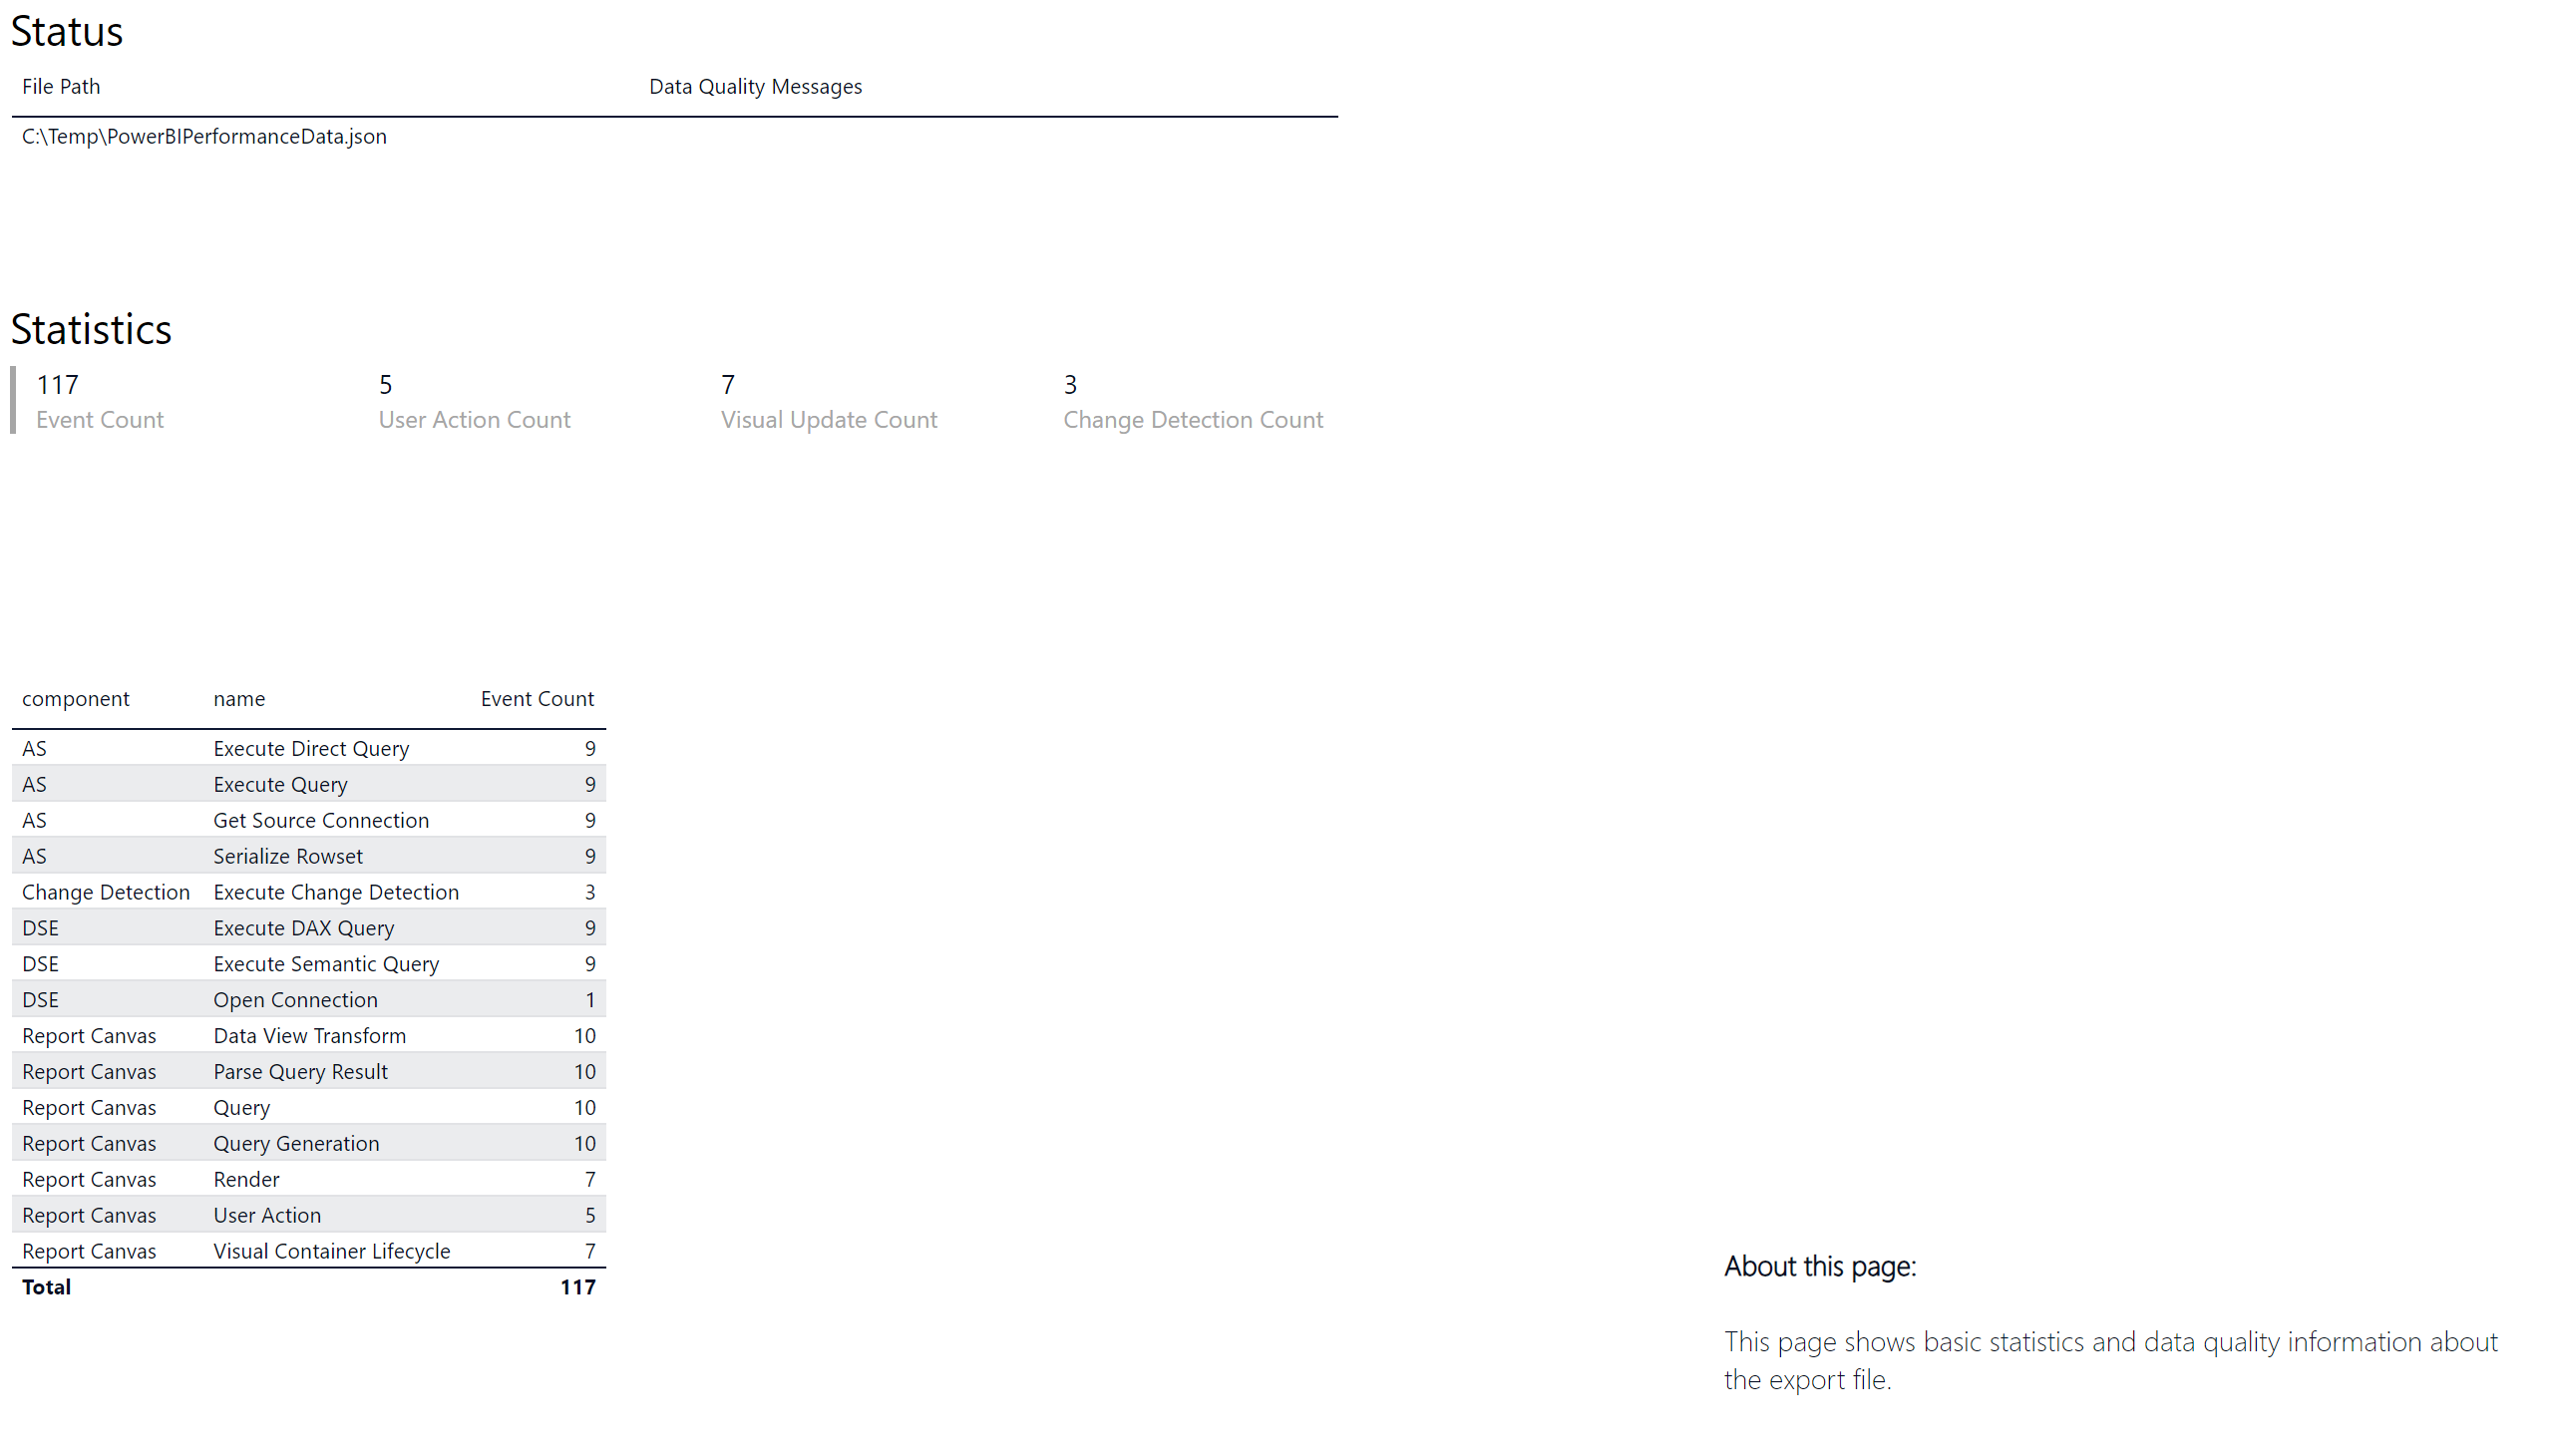 Status
File Path Data Quality Messages
C:\Temp\PowerBIPerformanceData.json
Statistics
117 5 7 3
Event Count User Action Count Visual Update Count Change Detection Count
component name Event Count
AS Execute Direct Query 9
AS Execute Query 9
AS Get Source Connection 9
AS Serialize Rowset 9
Change Detection Execute Change Detection 3
DSE Execute DAX Query 9
DSE Execute Semantic Query 9
DSE Open Connection 1
Report Canvas Data View Transform 10
Report Canvas Parse Query Result 10
Report Canvas Query 10
Report Canvas Query Generation 10
Report Canvas Render 7
Report Canvas User Action 5
Report Canvas Visual Container Lifecycle 7
Total 117
About this page:
This page shows basic statistics and data quality information about
the export file.